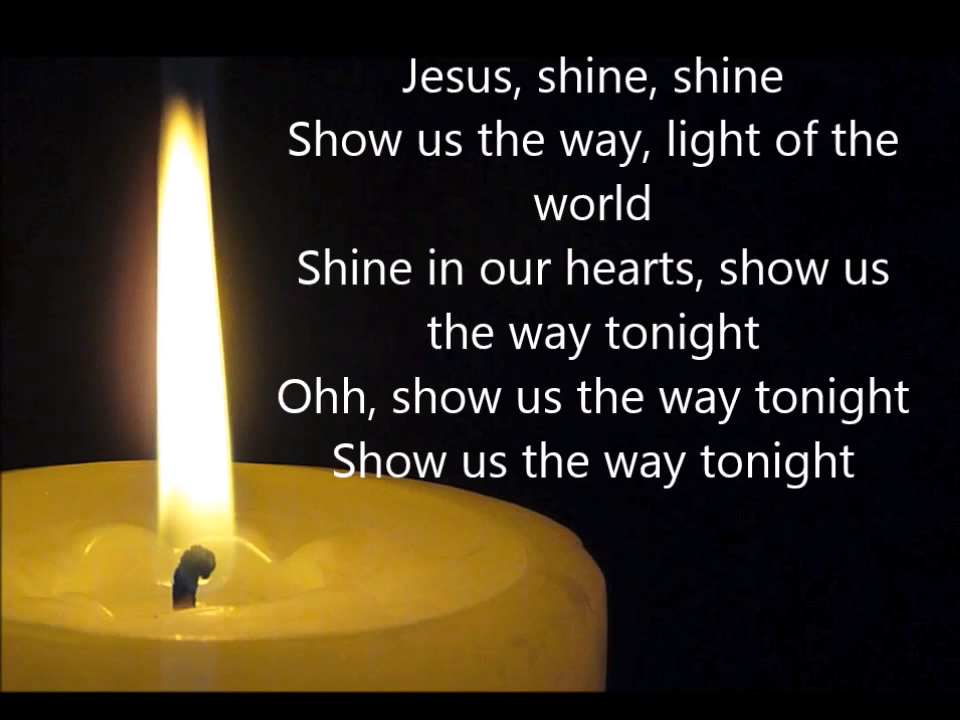 Jesus, shine, shine
Show us the way, light of the
world
Shine in our hearts, show us
the way tonight
Ohh, show us the way tonight
Show us the way tonight